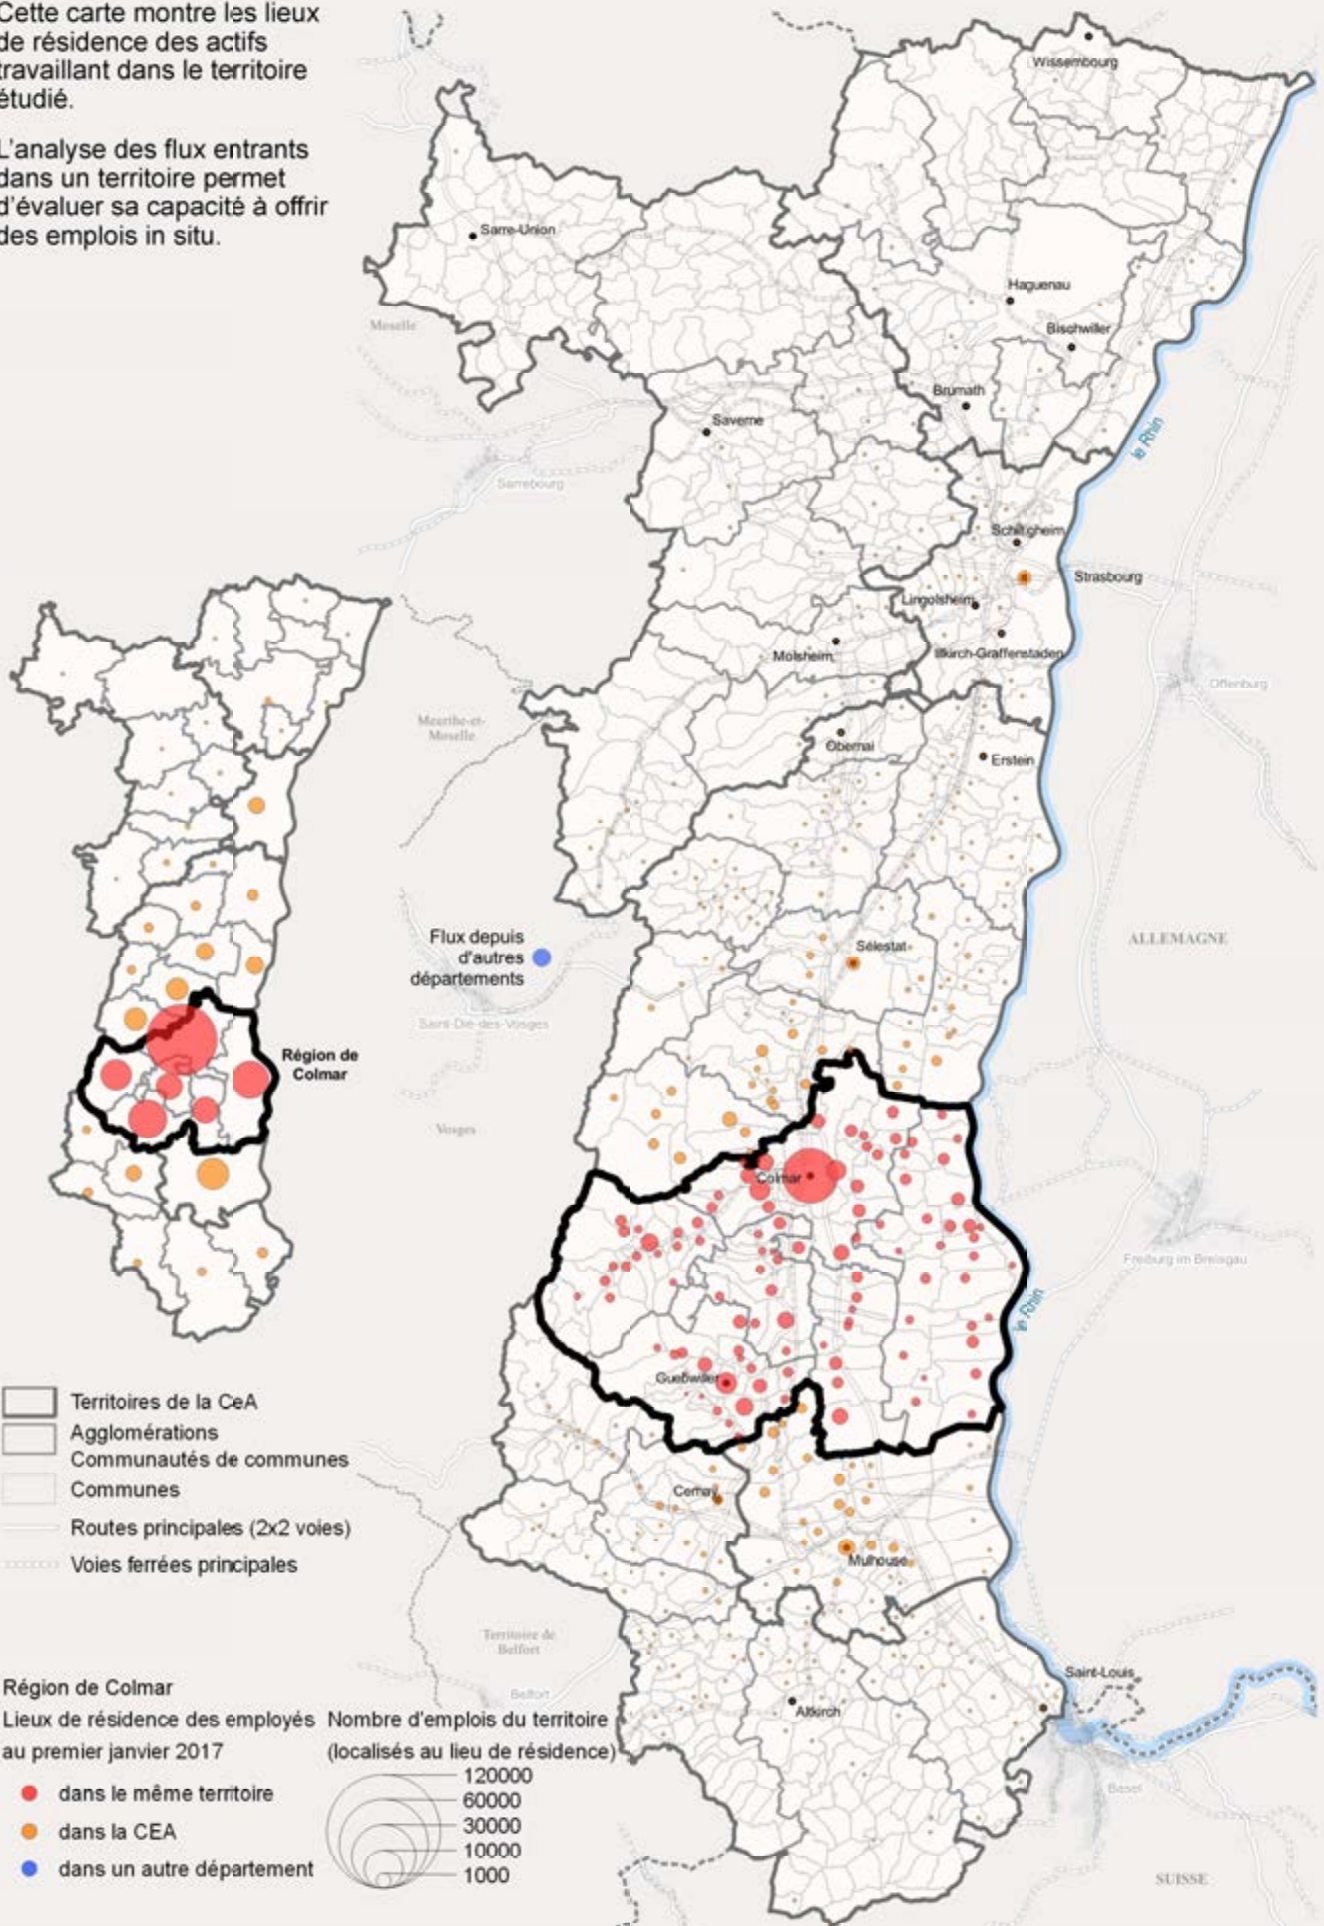 Cette carte montre les lieux
de résidence des actifs
travaillant dans le territoire
étudié.
L'analyse des flux entrants
dans un territoire permet
d'évaluer sa capacité à offrir
des emplois in situ.
Wissembourg
Sarre-Union
Haguenau
Moselle
Bischwiller
Brumath
Saverne
le Rhin
Sarrebourg
Schiltigheim
Strasbourg
Lingolsheim
Molsheim
Illkirch-Graffenstaden
Offenburg
Meurthe-et-
Moselle
Obernai
Erstein
Flux depuis
d'autres
départements
Sélestat
ALLEMAGNE
Saint-Dié-des-Vosges
Région de
Colmar
Vosges
Colmar
Freiburg im Breisgau
le Rhin
Guebwiller
Territoires de la CeA
Agglomérations
Communautés de communes
Communes
Routes principales (2x2 voies)
Voies ferrées principales
Cernay
Mulhouse
Territoire de
Belfort
Belfort
Saint-Louis
Altkirch
Basel
SUISSE
Région de Colmar
Lieux de résidence des employés
au premier janvier 2017
dans le même territoire
dans la CEA
dans un autre département
Nombre d'emplois du territoire
(localisés au lieu de résidence)
120000
60000
30000
10000
1000